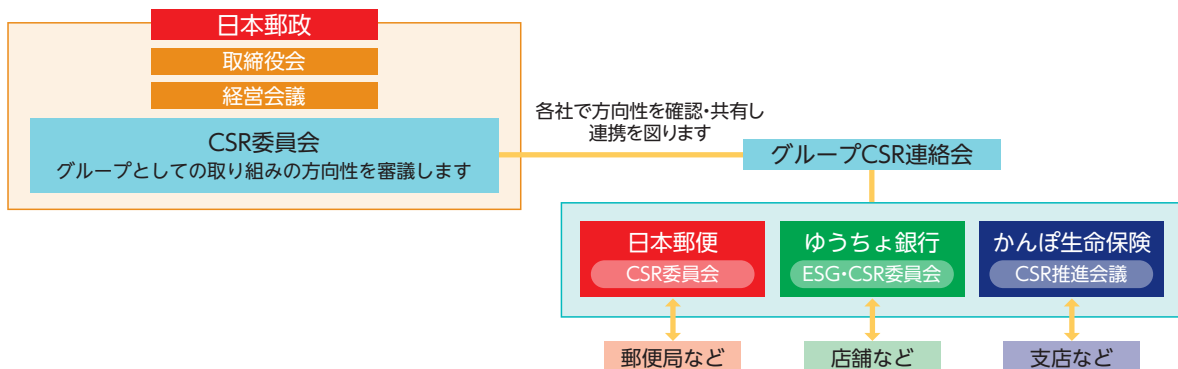 日本郵政
取締役会
経営会議
CSR委員会
グループとしての取り組みの方向性を審議します
各社で方向性を確認・共有し
連携を図ります
グループCSR連絡会
日本郵便
CSR委員会
ゆうちょ銀行
ESG・CSR委員会
かんぽ生命保険
CSR推進会議
郵便局など
店舗など
支店など